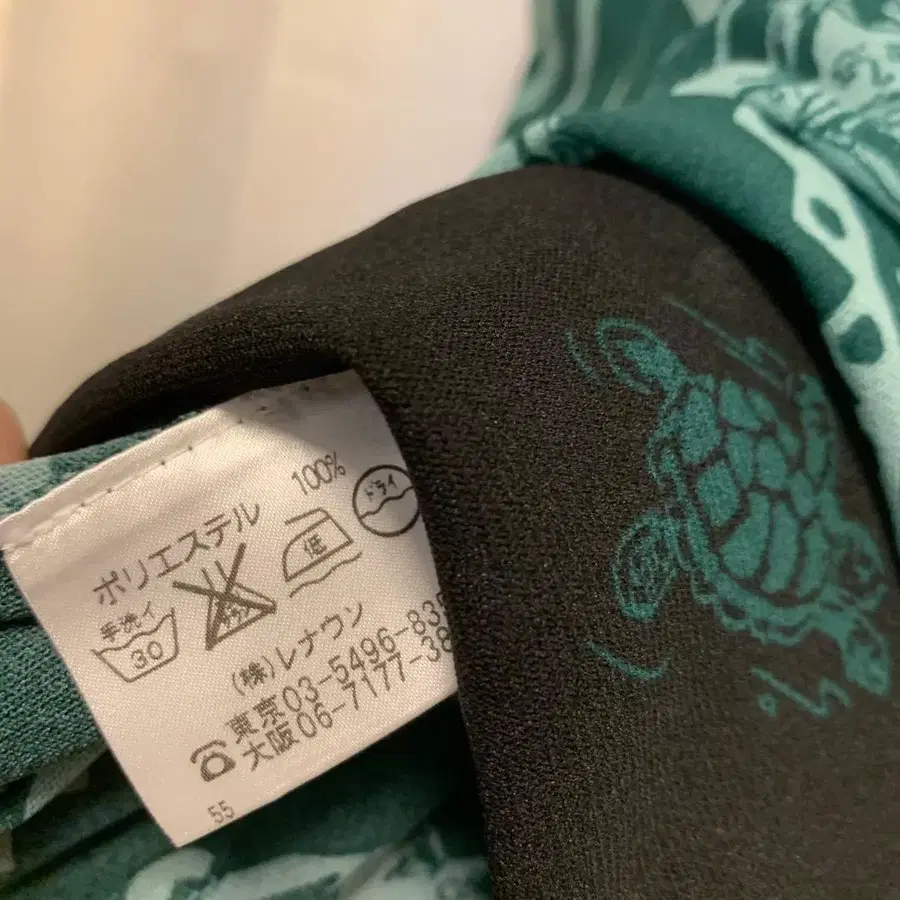 ポリエステル 100%
手洗イ
30
低
ドライ
(株)レナウン
東京03-5496-83
大阪06-7177-38
55